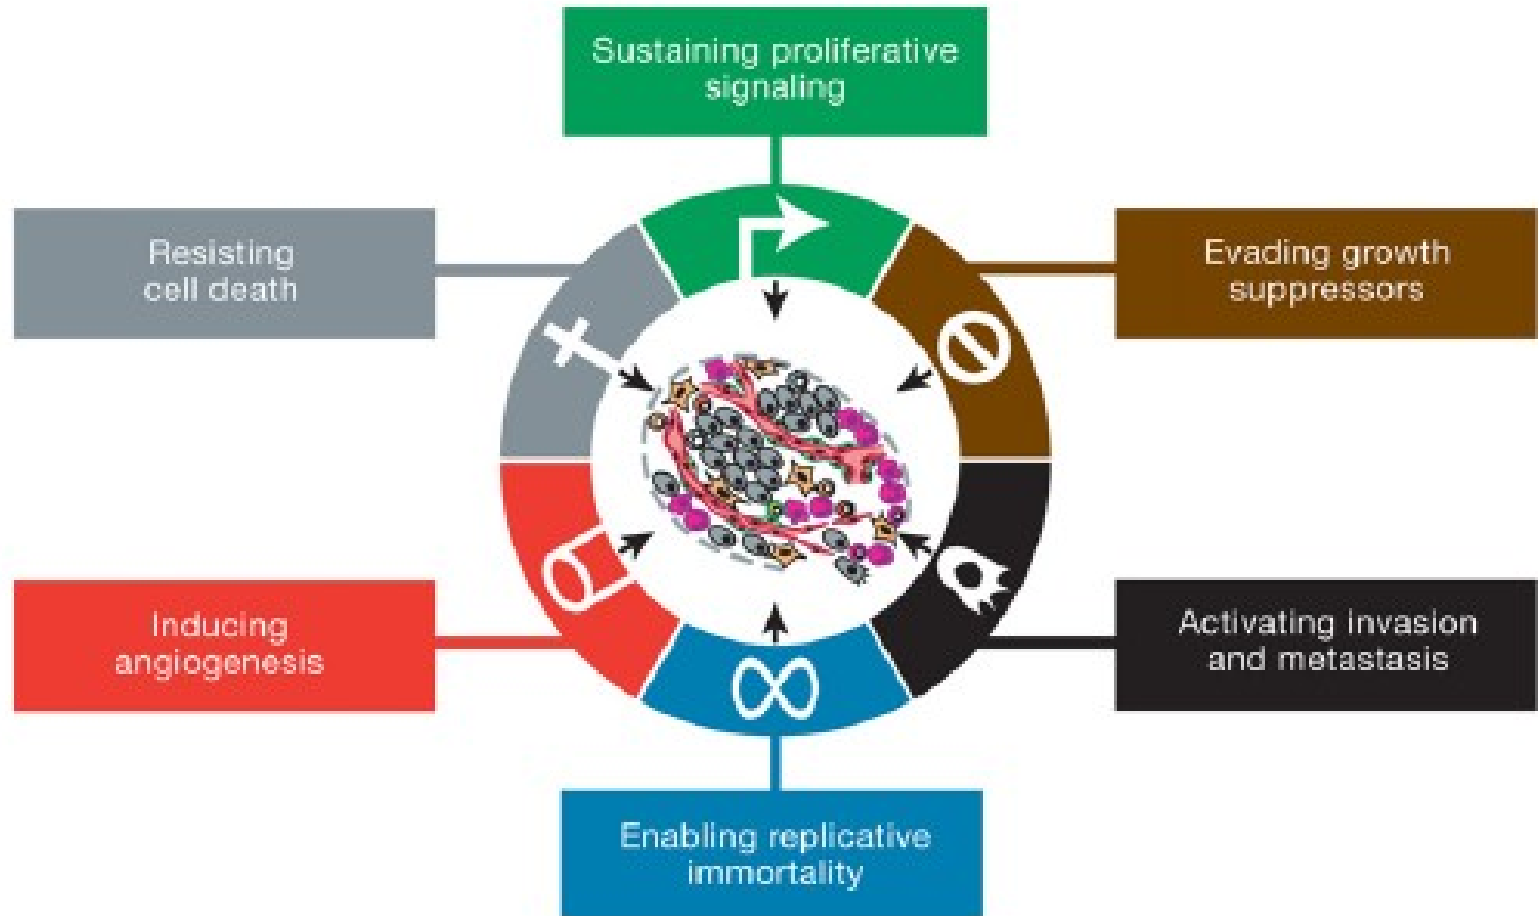 Sustaining proliferative
signaling
Resisting
cell death
Evading growth
suppressors
Inducing
angiogenesis
Activating invasion
and metastasis
Enabling replicative
immortality